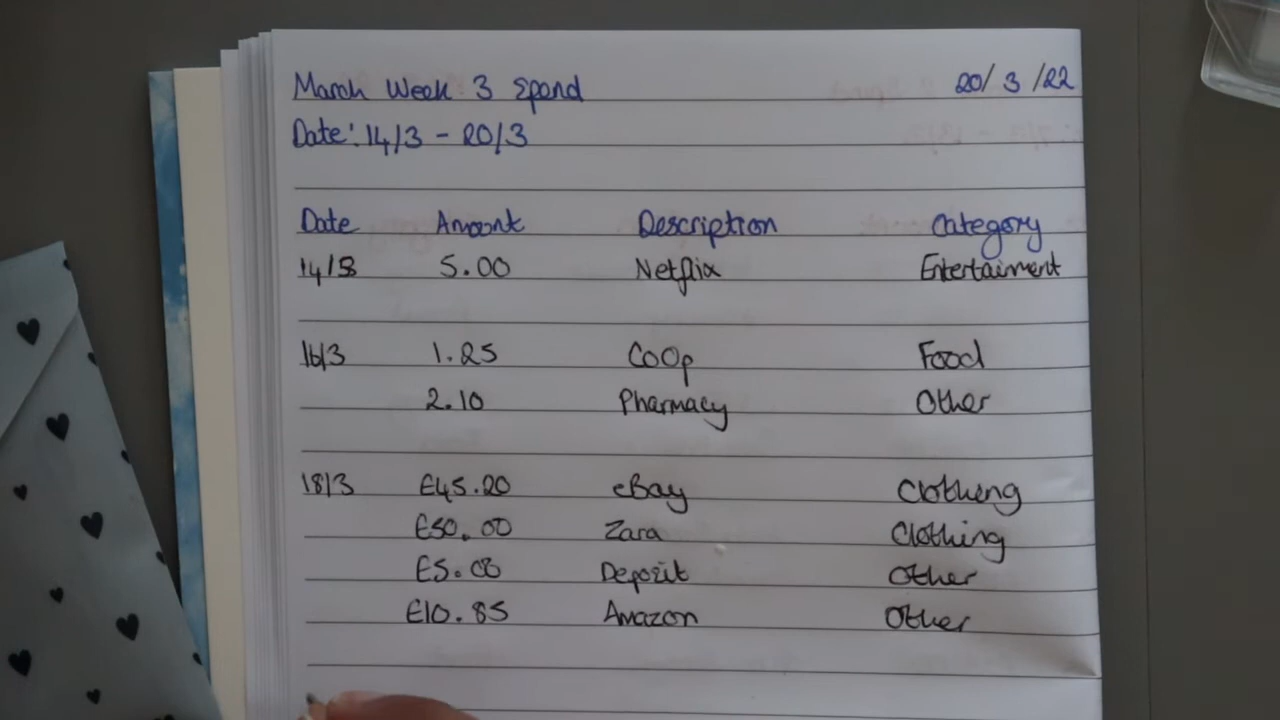 March Week 3 Spend 20/3/22
Date: 14/3 - 20/3
Date Amount Description Category
14/3 5.00 Netflix Entertaiment
16/3 1.25 CoOp Food
2.10 Pharmacy Other
18/3 £45.20 eBay Clotheng
£50.00 Zara Clothing
£5.00 Deposit Other
£10.85 Amazon Other